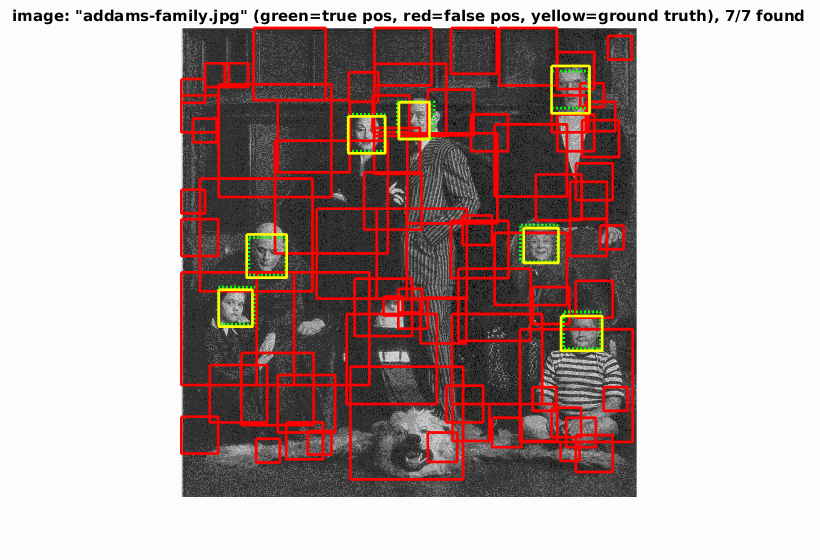 image: "addams-family.jpg" (green=true pos, red=false pos, yellow=ground truth), 7/7 found